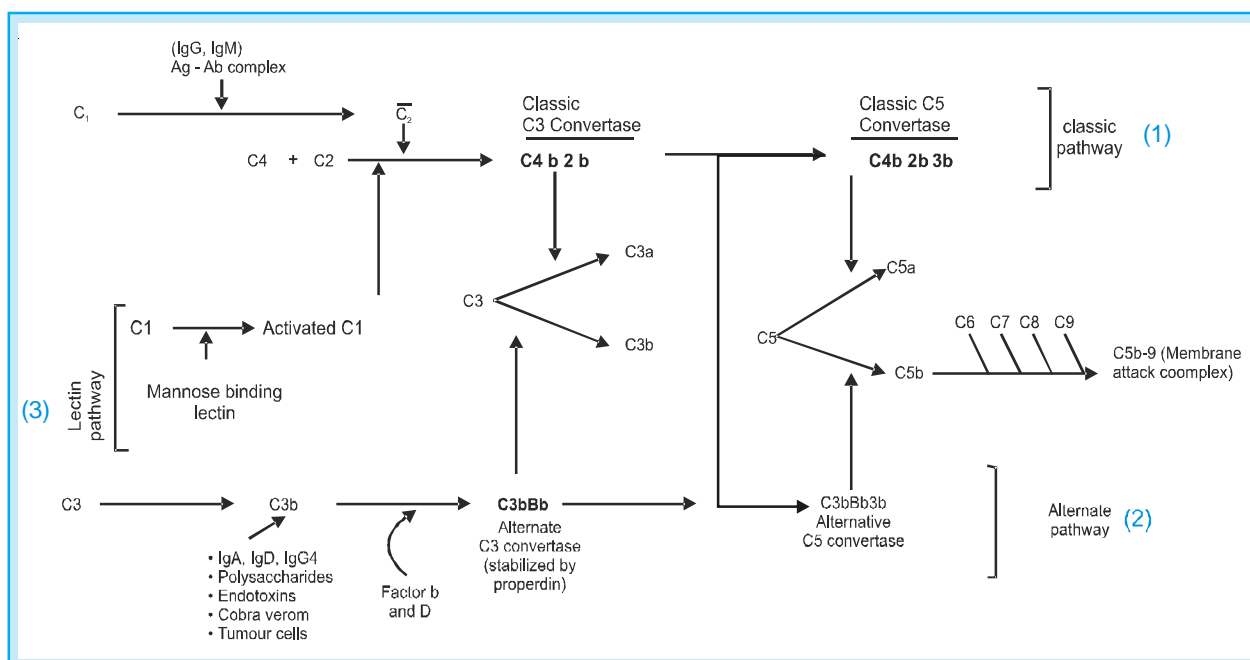 (IgG, IgM)
Ag - Ab complex
C1
C2
Classic
C3 Convertase
Classic C5
Convertase
classic
pathway
(1)
C4 + C2
C4 b 2 b
C4b 2b 3b
C3a
C3
C3b
C5a
C5
C5b
C6 C7 C8 C9
C5b-9 (Membrane
attack coomplex)
(3)
Lectin
pathway
C1
Activated C1
Mannose binding
lectin
C3
C3b
C3bBb
Alternate
C3 convertase
(stabilized by
properdin)
C3bBb3b
Alternative
C5 convertase
Alternate
pathway
(2)
• IgA, IgD, IgG4
• Polysaccharides
• Endotoxins
• Cobra verom
• Tumour cells
Factor b
and D